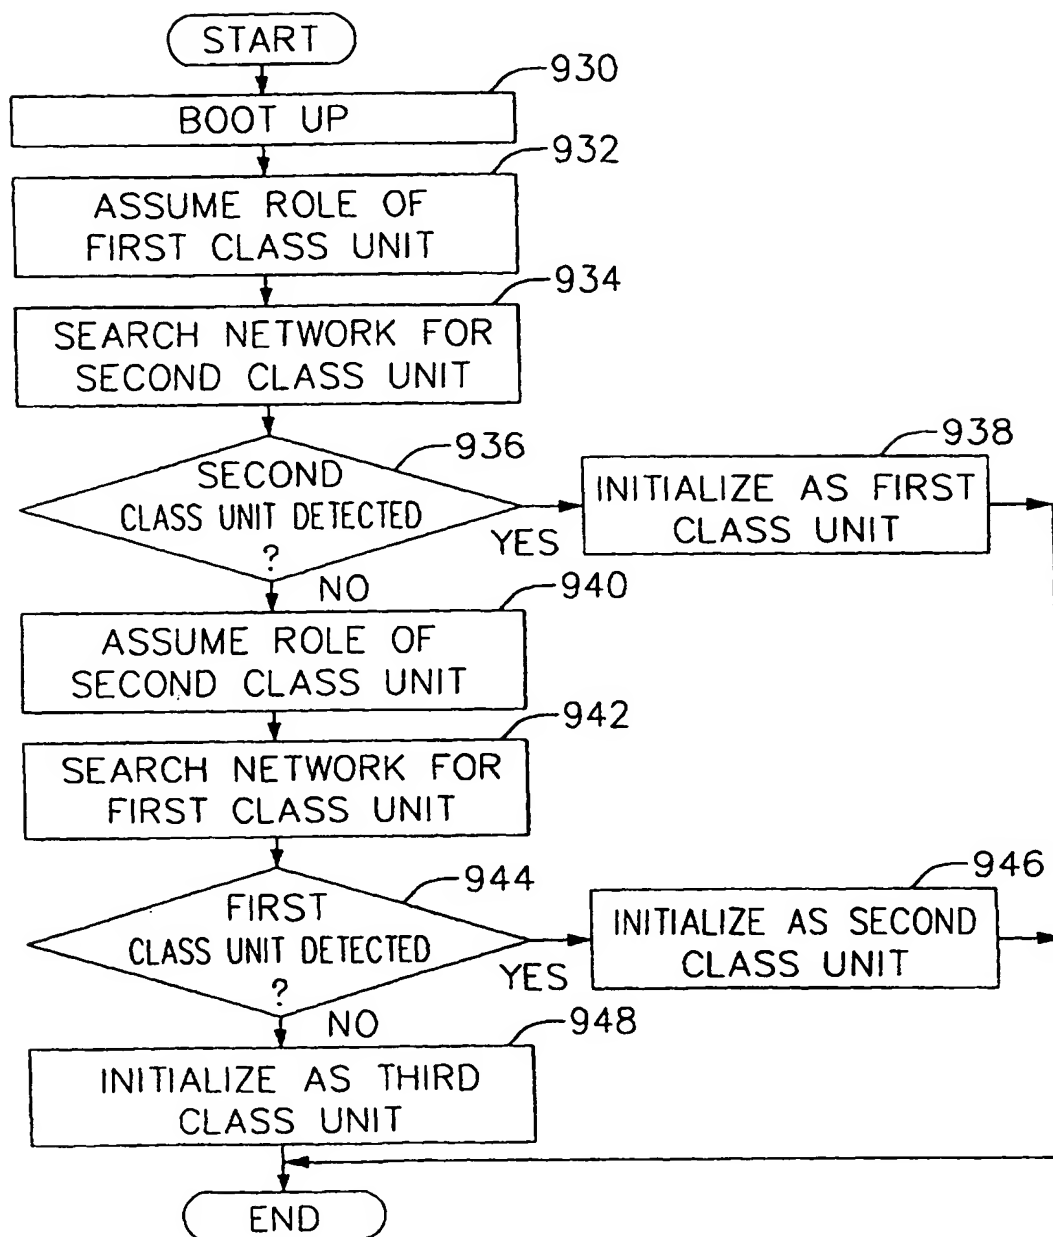 START
930
BOOT UP
932
ASSUME ROLE OF
FIRST CLASS UNIT
934
SEARCH NETWORK FOR
SECOND CLASS UNIT
936
SECOND
CLASS UNIT DETECTED
?
YES
NO
938
INITIALIZE AS FIRST
CLASS UNIT
940
ASSUME ROLE OF
SECOND CLASS UNIT
942
SEARCH NETWORK FOR
FIRST CLASS UNIT
944
FIRST
CLASS UNIT DETECTED
?
YES
NO
946
INITIALIZE AS SECOND
CLASS UNIT
948
INITIALIZE AS THIRD
CLASS UNIT
END